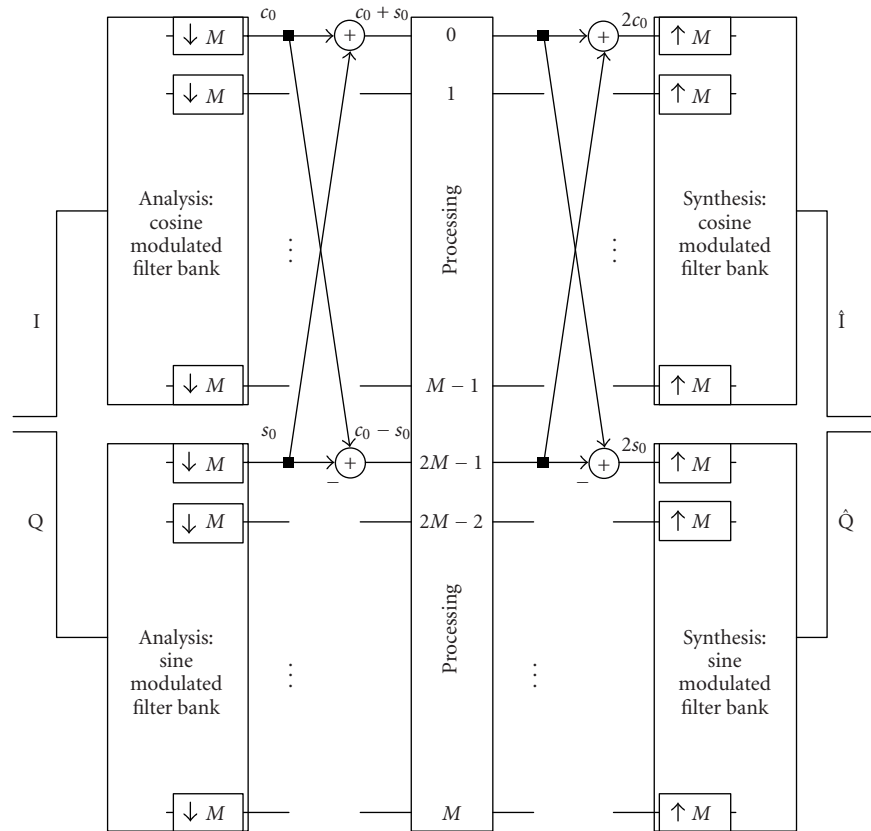 ↓ M
c₀
c₀ + s₀
+
0
+
2c₀
↑ M
↓ M
1
↑ M
Analysis:
cosine
modulated
filter bank
⋮
Processing
⋮
Synthesis:
cosine
modulated
filter bank
I
Î
↓ M
M − 1
↑ M
s₀
c₀ − s₀
2s₀
↓ M
+
−
2M − 1
+
−
↑ M
Q
↓ M
2M − 2
↑ M
Q̂
Analysis:
sine
modulated
filter bank
⋮
Processing
⋮
Synthesis:
sine
modulated
filter bank
↓ M
M
↑ M